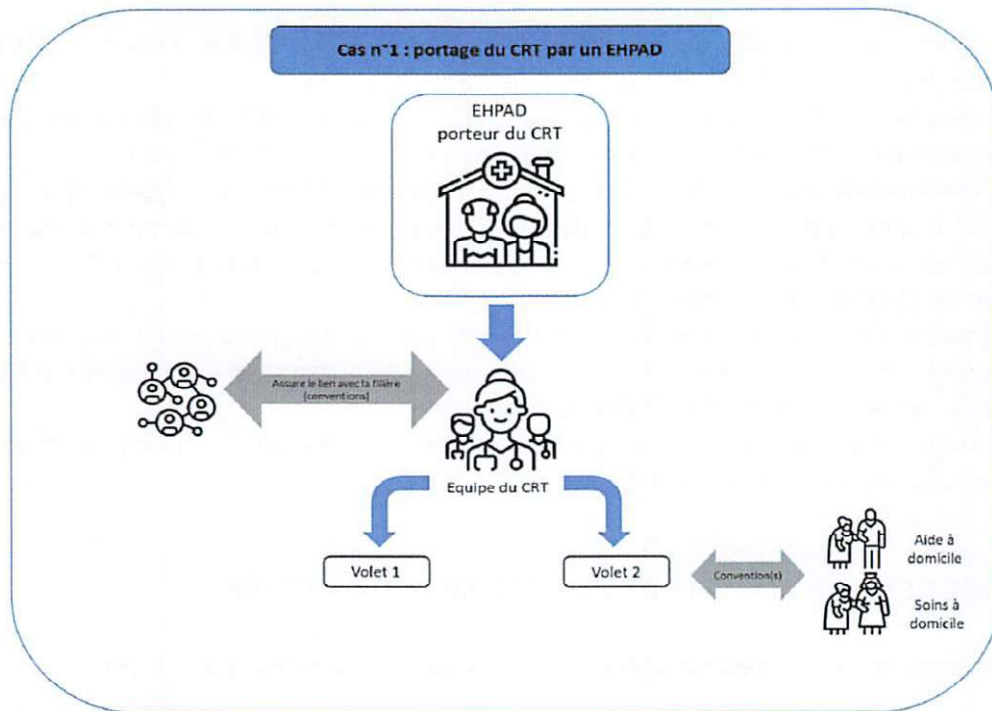 Cas n°1 : portage du CRT par un EHPAD
EHPAD
porteur du CRT
Assure le lien avec la filière
(conventions)
Equipe du CRT
Volet 1
Volet 2
Convention(s)
Aide à
domicile
Soins à
domicile